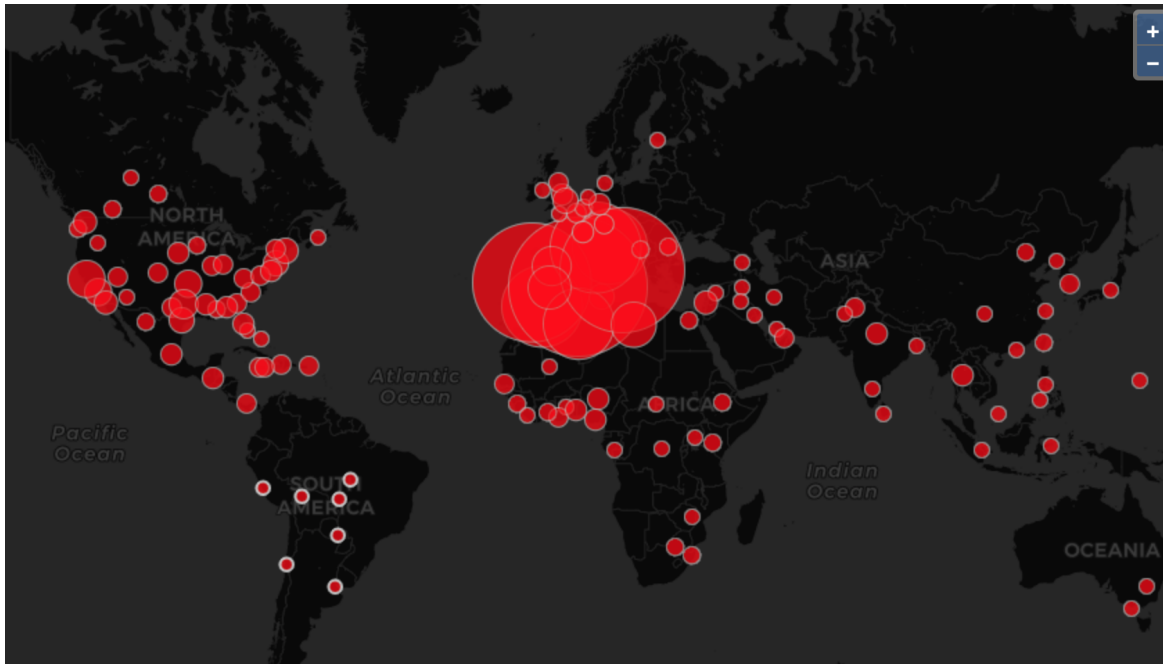 +
−
NORTH
AMERICA
ASIA
Atlantic
Ocean
AFRICA
Pacific
Ocean
SOUTH
AMERICA
Indian
Ocean
OCEANIA